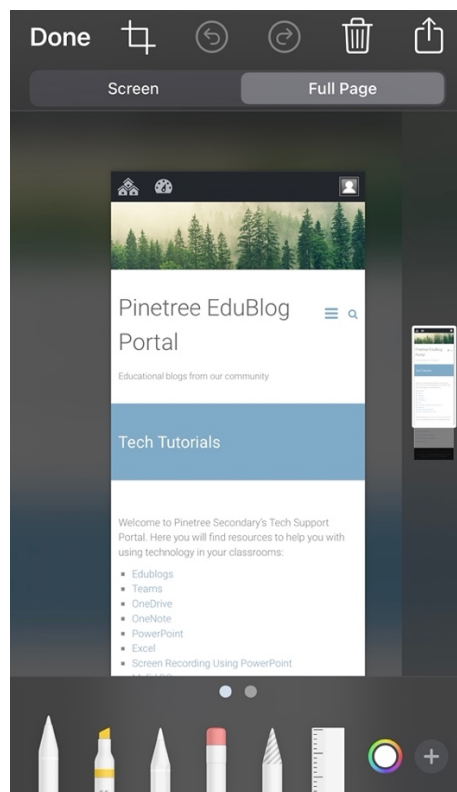 Done
Screen
Full Page
Pinetree EduBlog
Portal
Educational blogs from our community
Tech Tutorials
Welcome to Pinetree Secondary's Tech Support
Portal. Here you will find resources to help you with
using technology in your classrooms:
Edublogs
Teams
OneDrive
OneNote
PowerPoint
Excel
Screen Recording Using PowerPoint